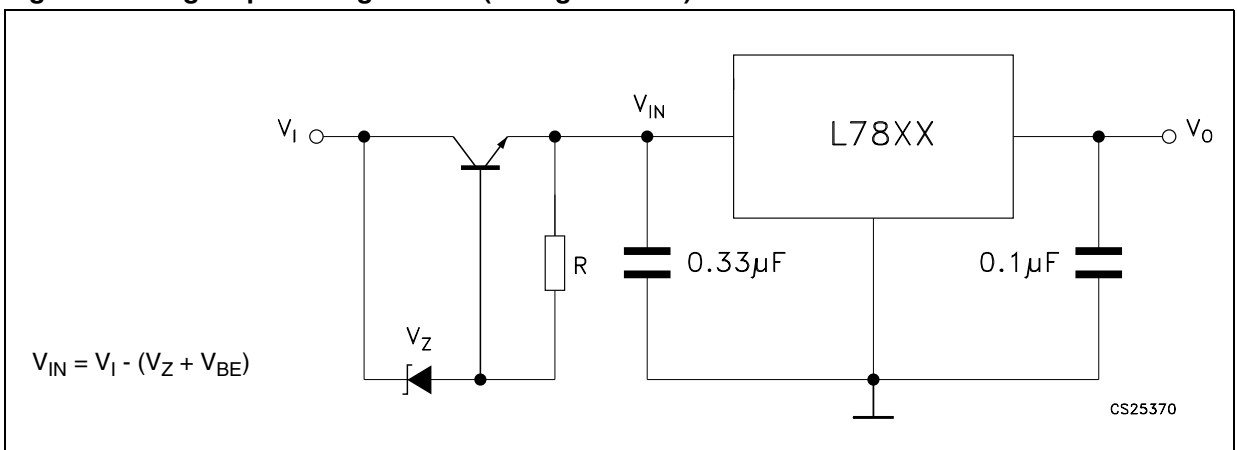 V_IN
V_I
L78XX
V_O
R
0.33µF
0.1µF
V_Z
V_IN = V_I - (V_Z + V_BE)
CS25370